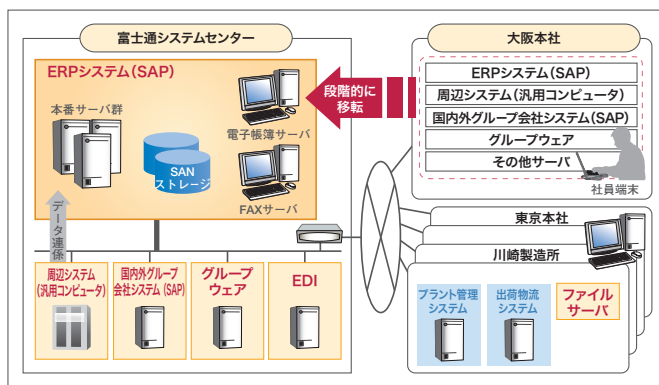 富士通システムセンター
ERPシステム(SAP)
本番サーバ群
SAN
ストレージ
電子帳簿サーバ
FAXサーバ
データ連係
周辺システム
(汎用コンピュータ)
国内外グループ
会社システム(SAP)
グループ
ウェア
EDI
段階的に
移転
大阪本社
ERPシステム(SAP)
周辺システム(汎用コンピュータ)
国内外グループ会社システム(SAP)
グループウェア
その他サーバ
社員端末
東京本社
川崎製造所
プラント管理
システム
出荷物流
システム
ファイル
サーバ